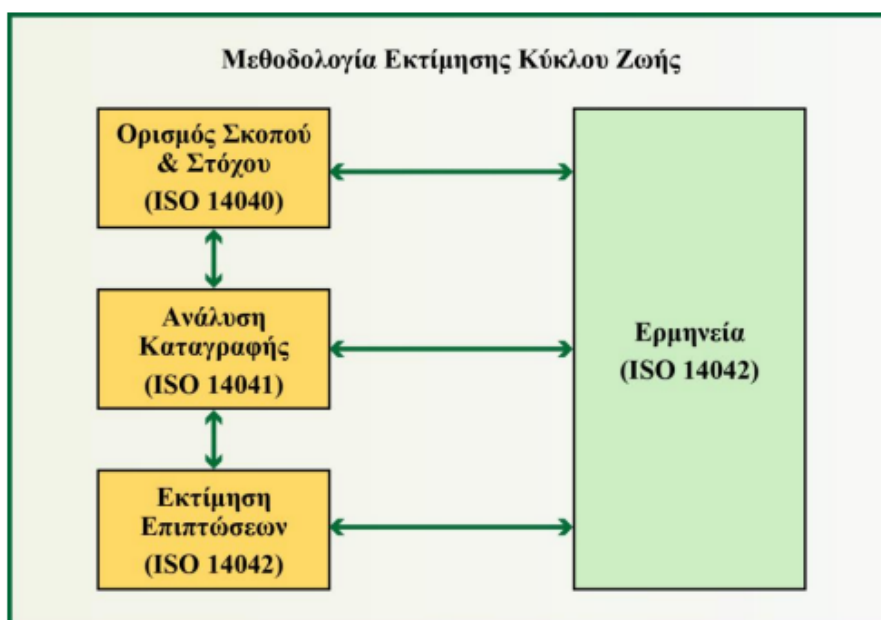 Μεθοδολογία Εκτίμησης Κύκλου Ζωής
Ορισμός Σκοπού
& Στόχου
(ISO 14040)
Ανάλυση
Καταγραφής
(ISO 14041)
Εκτίμηση
Επιπτώσεων
(ISO 14042)
Ερμηνεία
(ISO 14042)